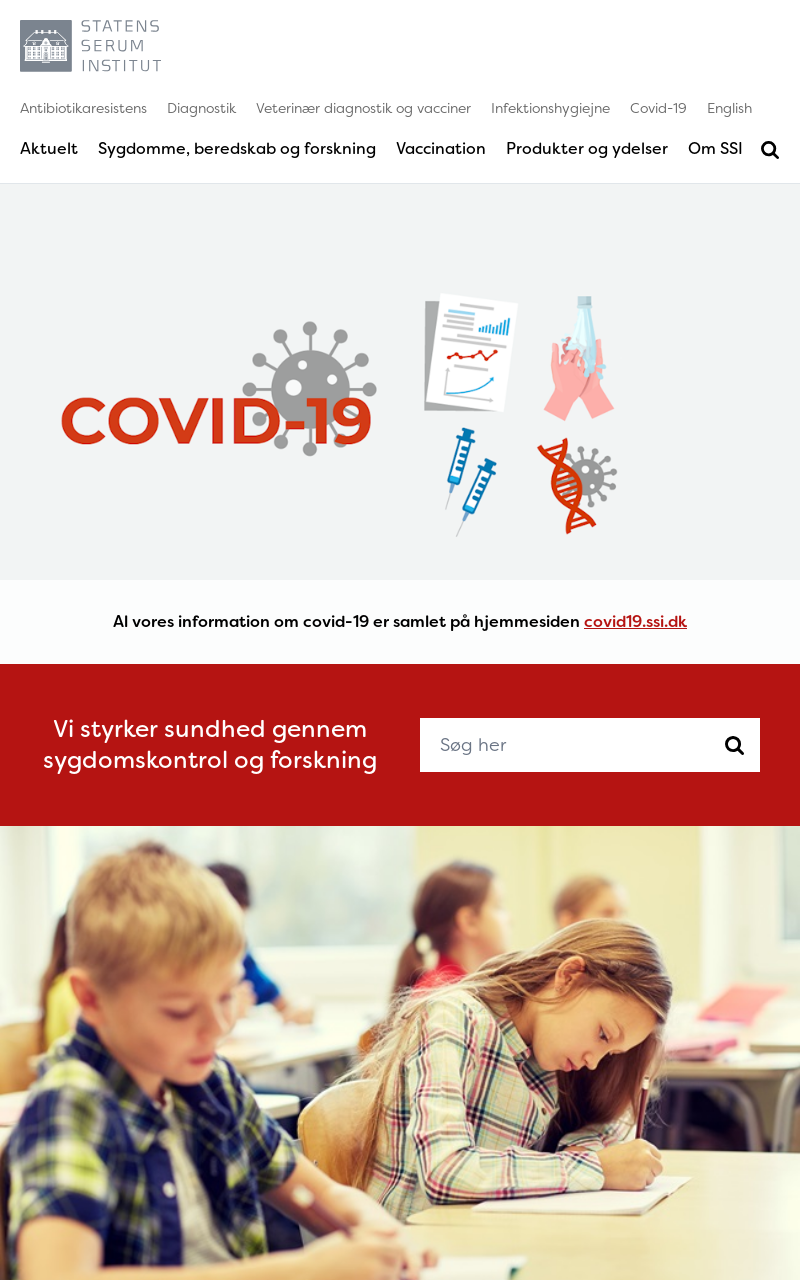 STATENS
SERUM
INSTITUT
Antibiotikaresistens Diagnostik Veterinær diagnostik og vacciner Infektionshygiejne Covid-19 English
Aktuelt Sygdomme, beredskab og forskning Vaccination Produkter og ydelser Om SSI
COVID-19
Al vores information om covid-19 er samlet på hjemmesiden covid19.ssi.dk
Vi styrker sundhed gennem
sygdomskontrol og forskning
Søg her